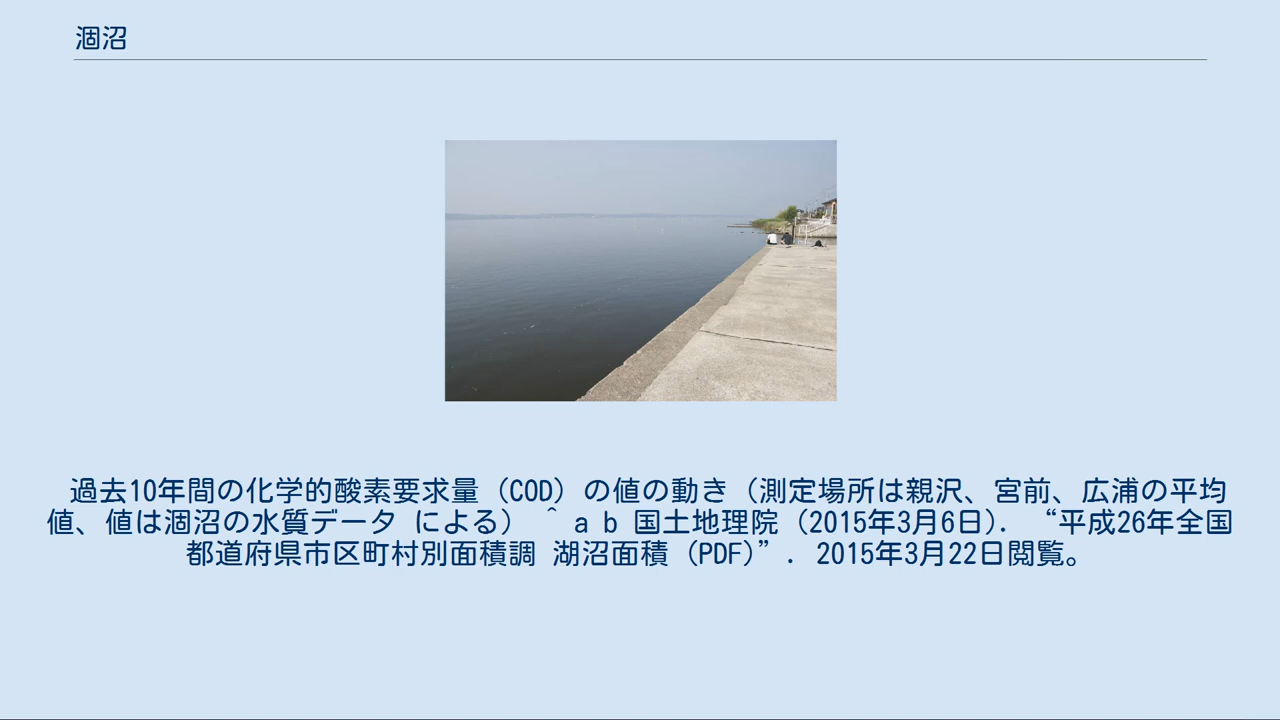 涸沼
過去10年間の化学的酸素要求量（COD）の値の動き（測定場所は親沢、宮前、広浦の平均
値、値は涸沼の水質データ による） ^ a b 国土地理院（2015年3月6日）. “平成26年全国
都道府県市区町村別面積調 湖沼面積（PDF）”. 2015年3月22日閲覧。